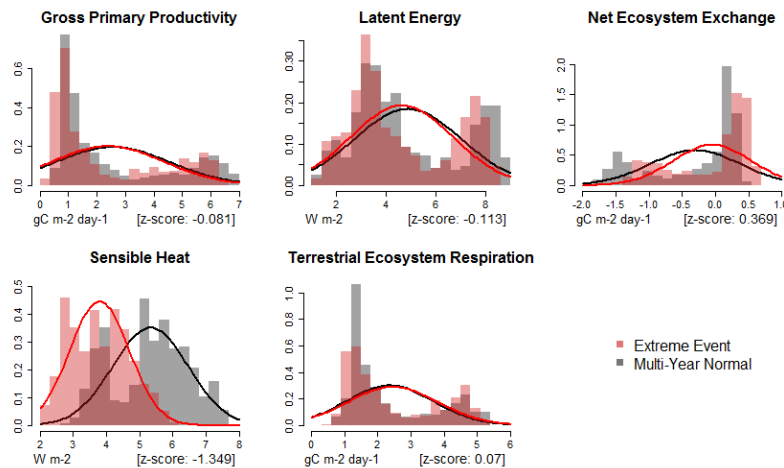 Gross Primary Productivity
0.0 0.2 0.4 0.6
0 1 2 3 4 5 6 7
gC m-2 day-1 [z-score: -0.081]
Latent Energy
0.00 0.10 0.20 0.30
2 4 6 8
W m-2 [z-score: -0.113]
Net Ecosystem Exchange
0.0 0.5 1.0 1.5 2.0
-2.0 -1.5 -1.0 -0.5 0.0 0.5 1.0
gC m-2 day-1 [z-score: 0.369]
Sensible Heat
0.0 0.1 0.2 0.3 0.4 0.5
2 3 4 5 6 7 8
W m-2 [z-score: -1.349]
Terrestrial Ecosystem Respiration
0.0 0.2 0.4 0.6 0.8 1.0
0 1 2 3 4 5 6
gC m-2 day-1 [z-score: 0.07]
Extreme Event
Multi-Year Normal